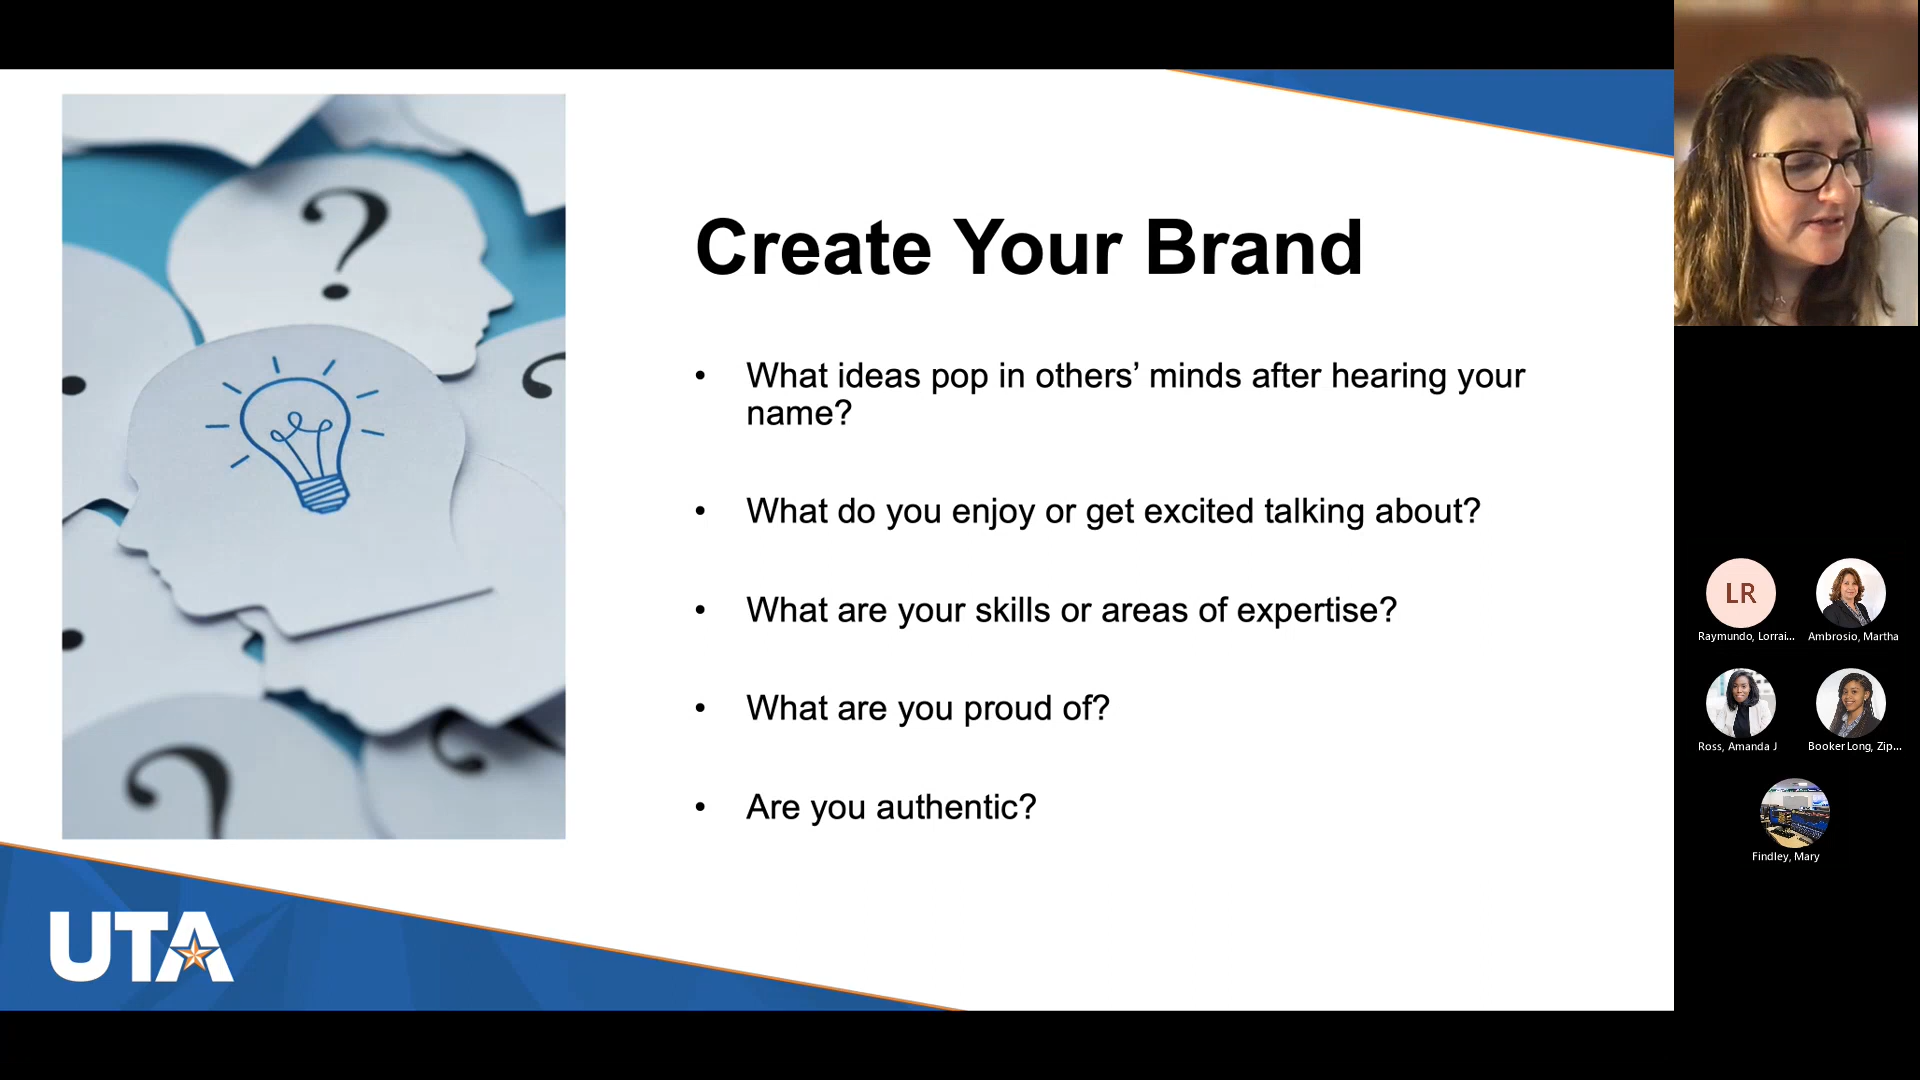 Create Your Brand
• What ideas pop in others’ minds after hearing your
name?
• What do you enjoy or get excited talking about?
• What are your skills or areas of expertise?
• What are you proud of?
• Are you authentic?
UTA
?
?
?
?
LR
Raymundo, Lorrai...
Ambrosio, Martha
Ross, Amanda J
Booker Long, Zip...
Findley, Mary